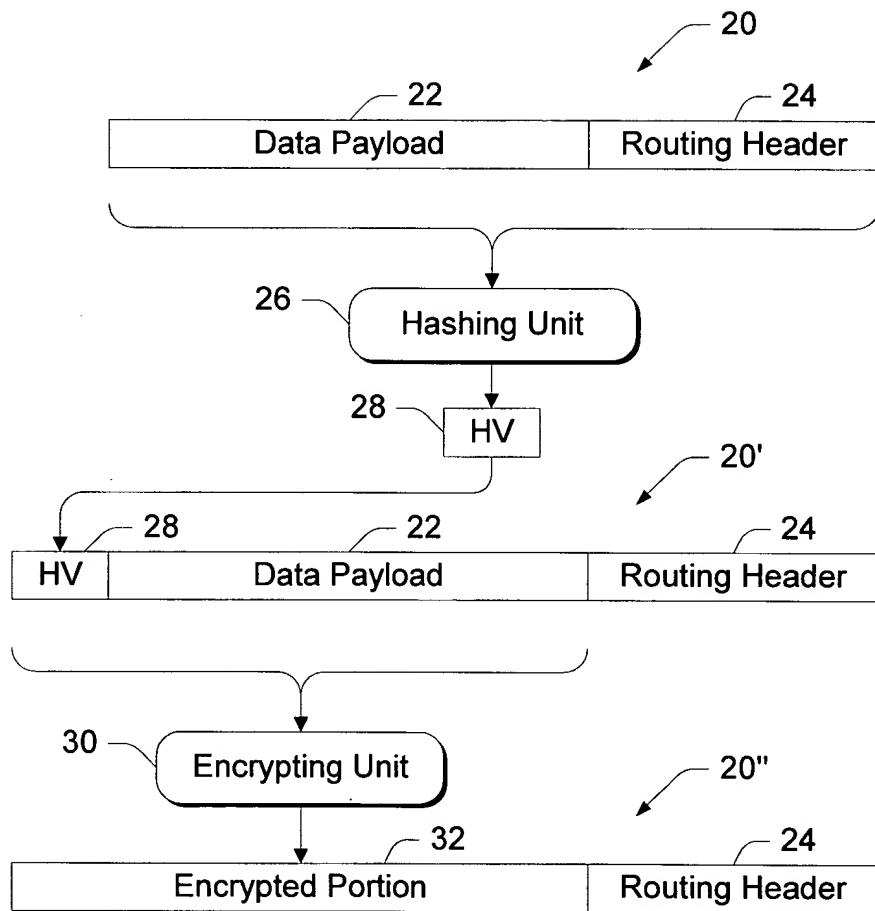 20
22 24
Data Payload Routing Header
26
Hashing Unit
28
HV
20'
28 22 24
HV Data Payload Routing Header
30
Encrypting Unit
20"
32 24
Encrypted Portion Routing Header